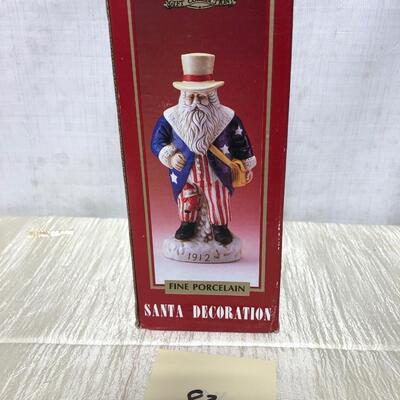 1912
FINE PORCELAIN
SANTA DECORATION